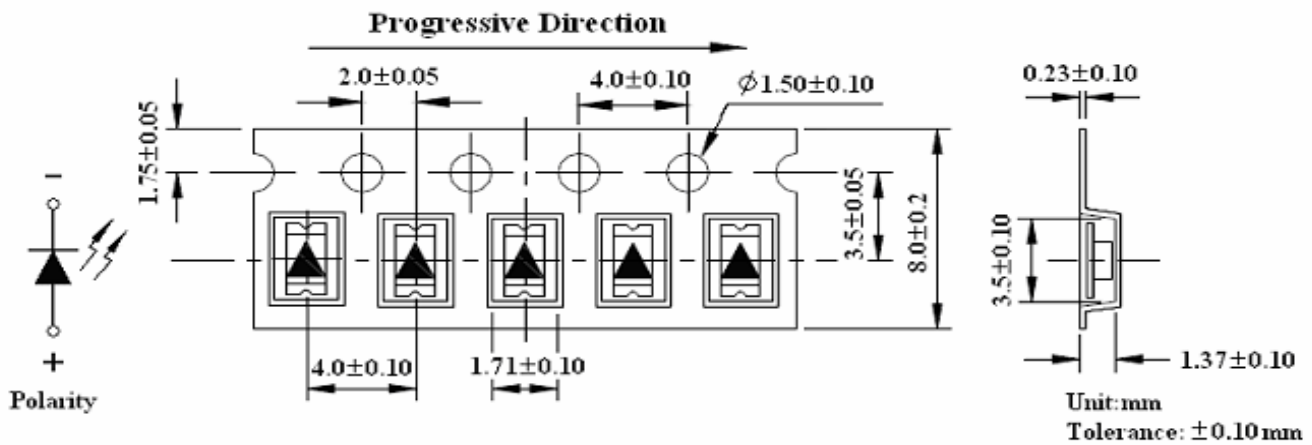 Progressive Direction
2.0±0.05
4.0±0.10
ϕ1.50±0.10
0.23±0.10
1.75±0.05
3.5±0.05
8.0±0.2
3.5±0.10
-
+
Polarity
4.0±0.10
1.71±0.10
1.37±0.10
Unit:mm
Tolerance: ±0.10mm